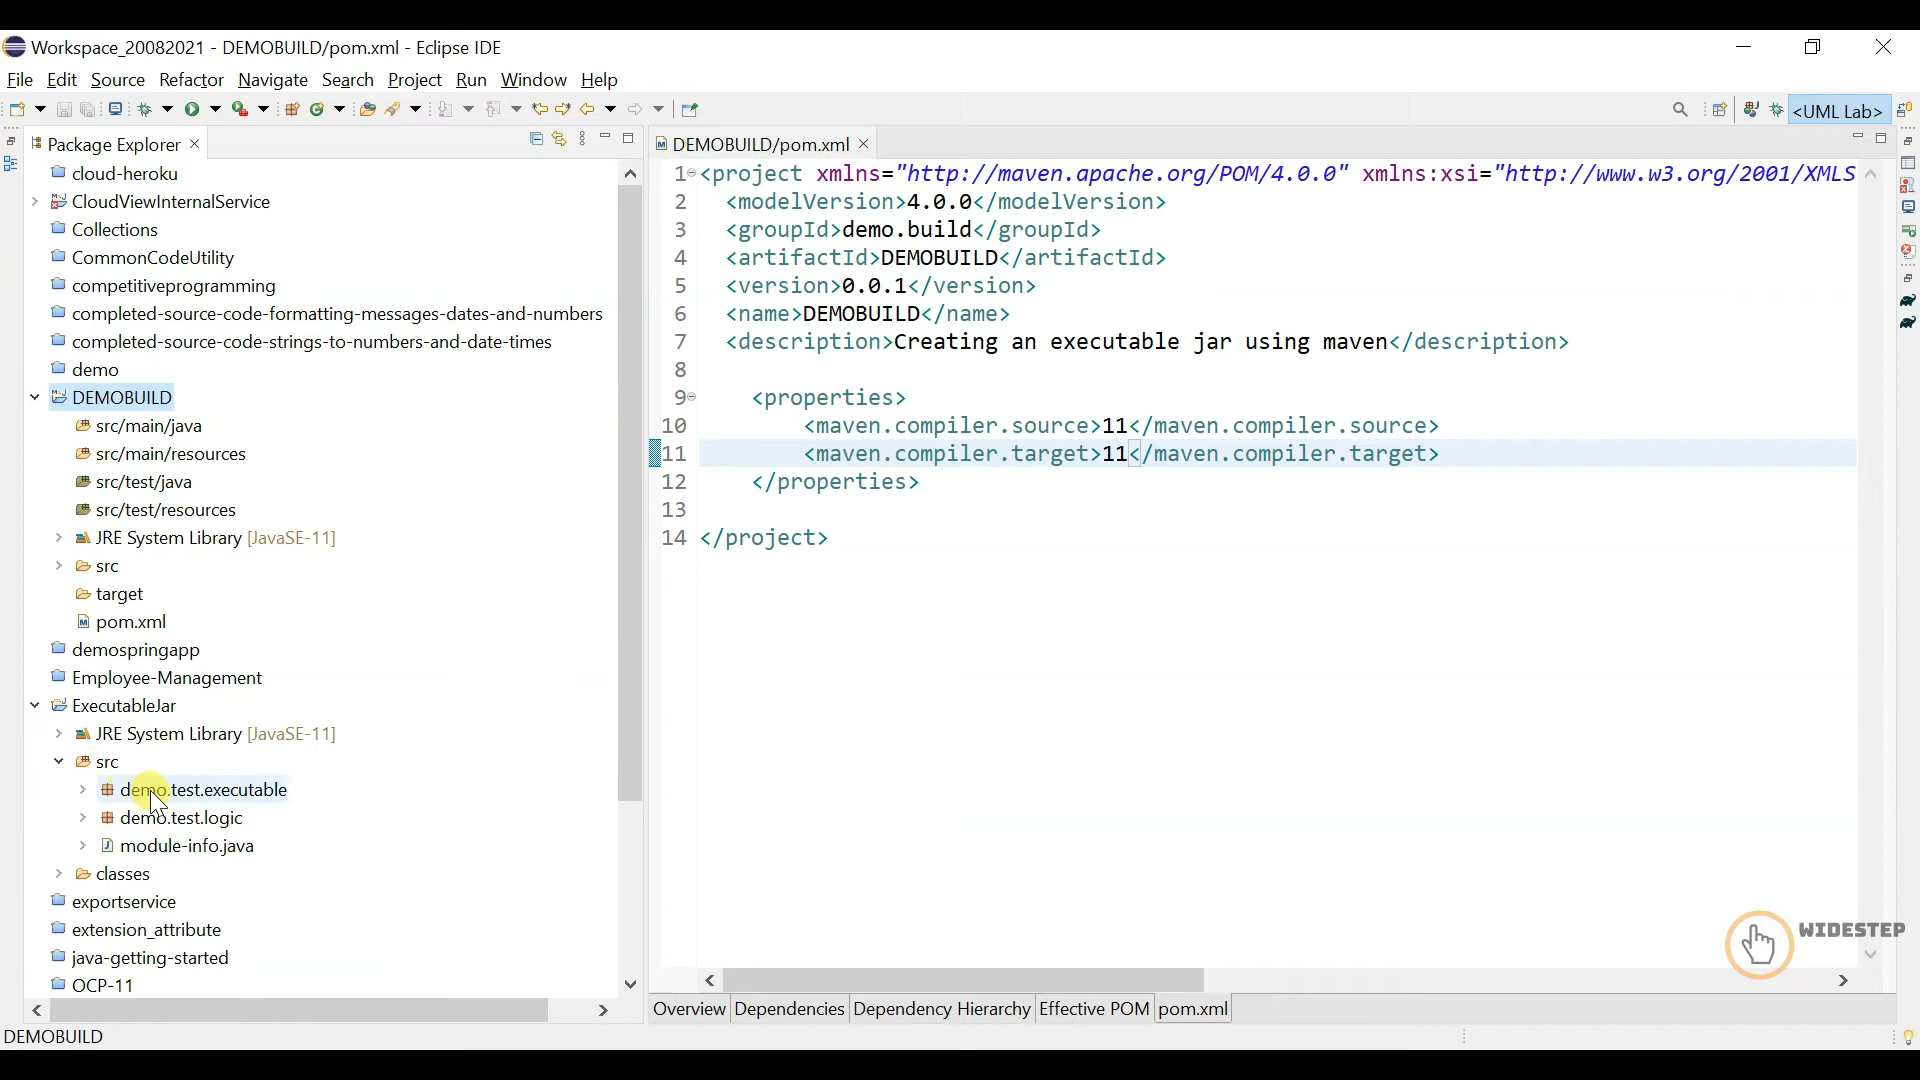 Workspace_20082021 - DEMOBUILD/pom.xml - Eclipse IDE
File Edit Source Refactor Navigate Search Project Run Window Help
<UML Lab>
Package Explorer
cloud-heroku
CloudViewInternalService
Collections
CommonCodeUtility
competitiveprogramming
completed-source-code-formatting-messages-dates-and-numbers
completed-source-code-strings-to-numbers-and-date-times
demo
DEMOBUILD
src/main/java
src/main/resources
src/test/java
src/test/resources
JRE System Library [JavaSE-11]
src
target
pom.xml
demospringapp
Employee-Management
ExecutableJar
JRE System Library [JavaSE-11]
src
demo.test.executable
demo.test.logic
module-info.java
classes
exportservice
extension_attribute
java-getting-started
OCP-11
DEMOBUILD/pom.xml
1 <project xmlns="http://maven.apache.org/POM/4.0.0" xmlns:xsi="http://www.w3.org/2001/XMLS
2 <modelVersion>4.0.0</modelVersion>
3 <groupId>demo.build</groupId>
4 <artifactId>DEMOBUILD</artifactId>
5 <version>0.0.1</version>
6 <name>DEMOBUILD</name>
7 <description>Creating an executable jar using maven</description>
8
9 <properties>
10 <maven.compiler.source>11</maven.compiler.source>
11 <maven.compiler.target>11</maven.compiler.target>
12 </properties>
13
14 </project>
WIDESTEP
Overview Dependencies Dependency Hierarchy Effective POM pom.xml
DEMOBUILD